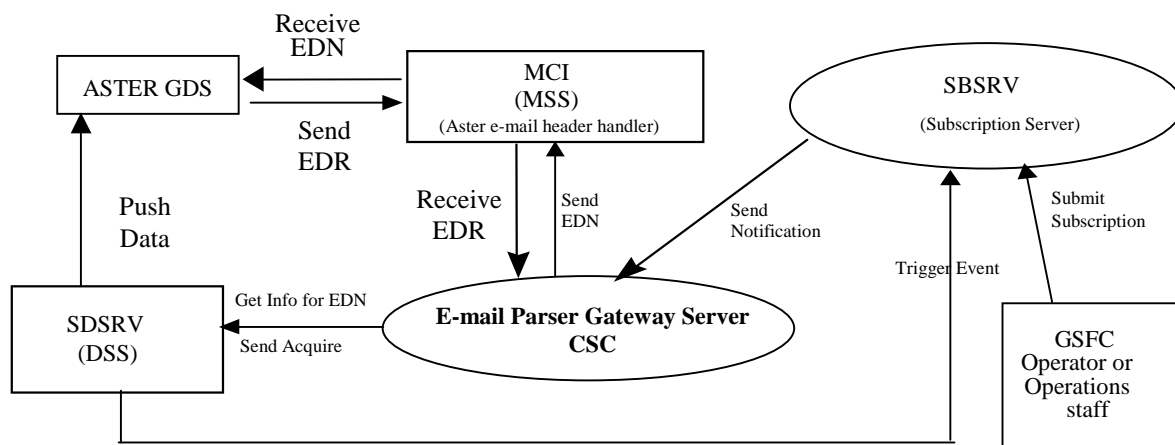 Receive
EDN
ASTER GDS
Send
EDR
MCI
(MSS)
(Aster e-mail header handler)
SBSRV
(Subscription Server)
Push
Data
Receive
EDR
Send
EDN
Send
Notification
Submit
Subscription
Trigger Event
SDSRV
(DSS)
Get Info for EDN
Send Acquire
E-mail Parser Gateway Server
CSC
GSFC
Operator or
Operations
staff